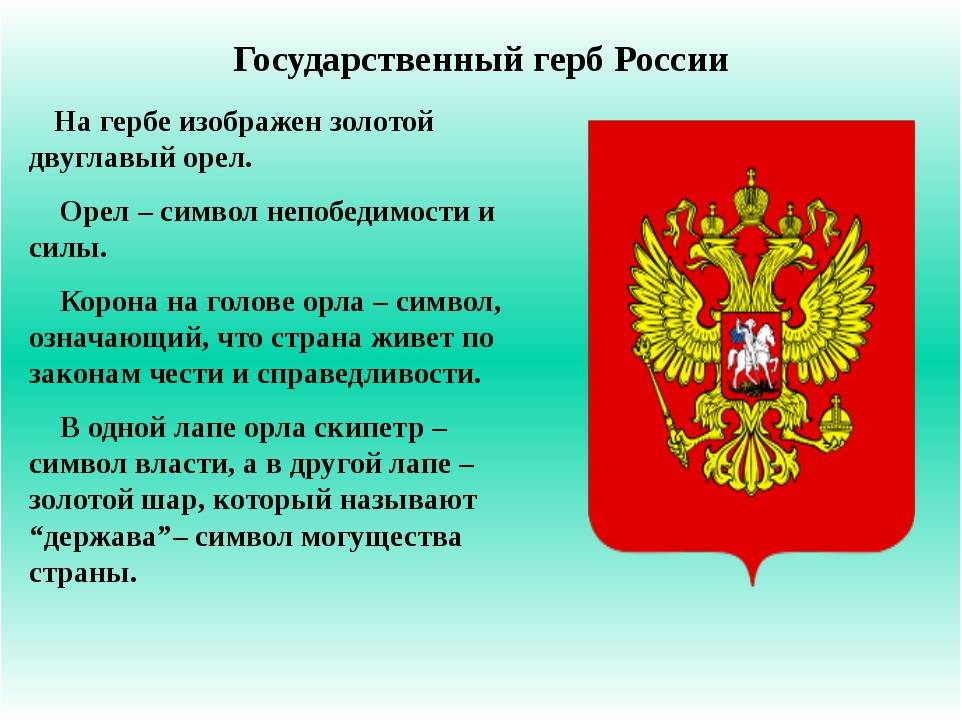 Государственный герб России
На гербе изображен золотой
двуглавый орел.
Орел – символ непобедимости и
силы.
Корона на голове орла – символ,
означающий, что страна живет по
законам чести и справедливости.
В одной лапе орла скипетр –
символ власти, а в другой лапе –
золотой шар, который называют
“держава”– символ могущества
страны.